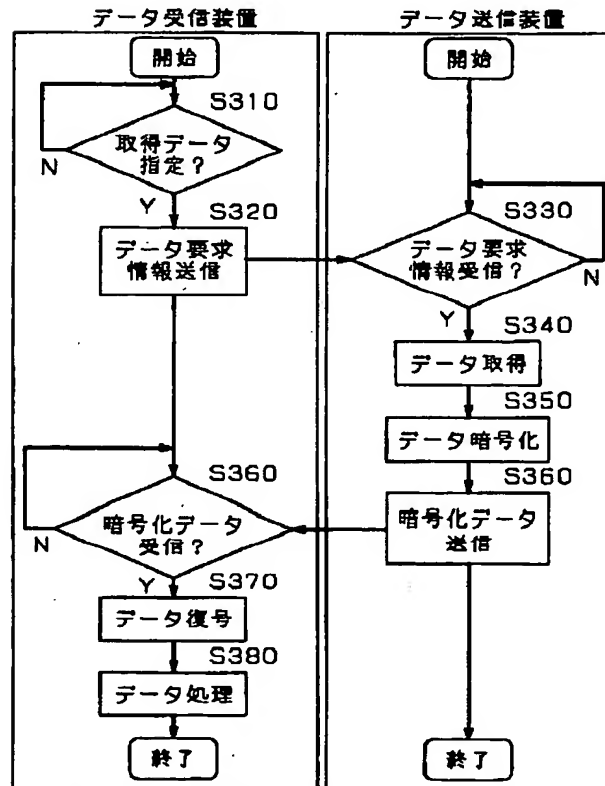 データ受信装置
開始
S310
取得データ
指定?
N
Y
S320
データ要求
情報送信
S360
暗号化データ
受信?
N
Y
S370
データ復号
S380
データ処理
終了
データ送信装置
開始
S330
データ要求
情報受信?
N
Y
S340
データ取得
S350
データ暗号化
S360
暗号化データ
送信
終了